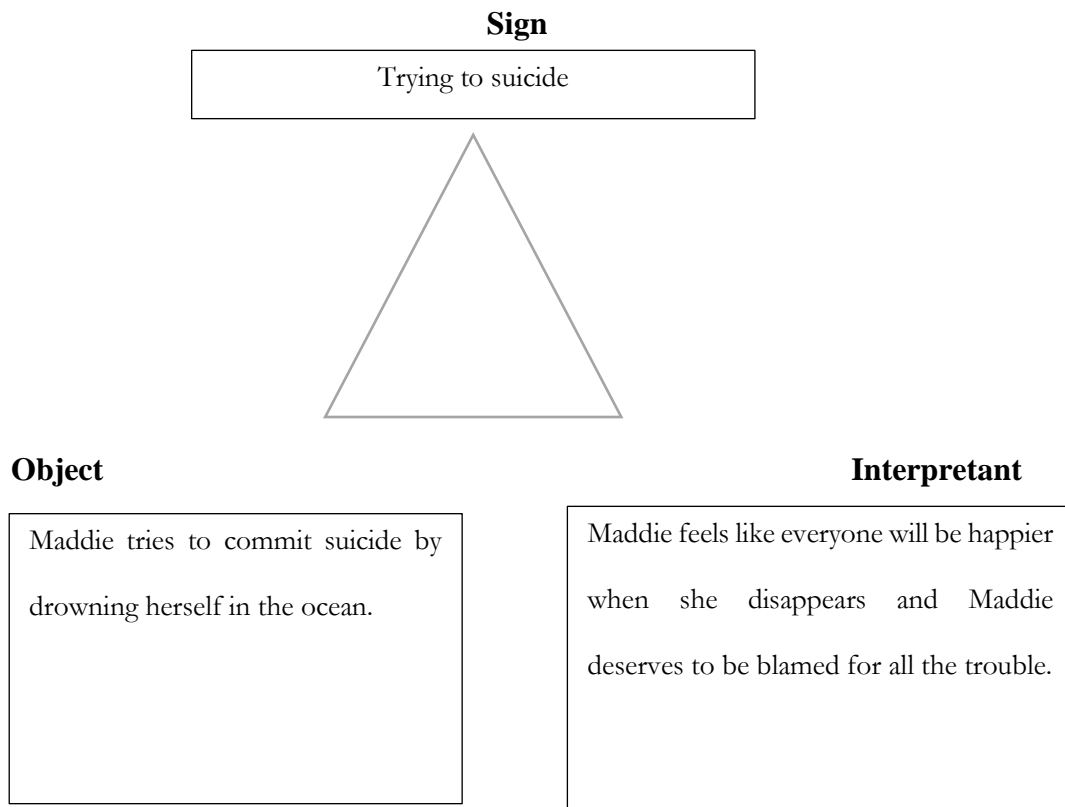 Sign
Trying to suicide
Object
Interpretant
Maddie tries to commit suicide by
drowning herself in the ocean.
Maddie feels like everyone will be happier
when she disappears and Maddie
deserves to be blamed for all the trouble.